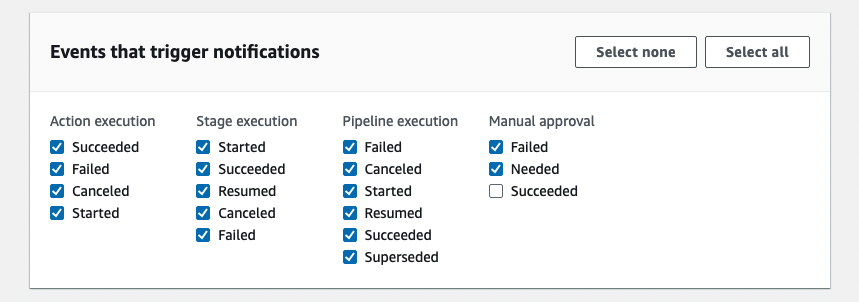 Events that trigger notifications
Select none
Select all
Action execution
Succeeded
Failed
Canceled
Started
Stage execution
Started
Succeeded
Resumed
Canceled
Failed
Pipeline execution
Failed
Canceled
Started
Resumed
Succeeded
Superseded
Manual approval
Failed
Needed
Succeeded